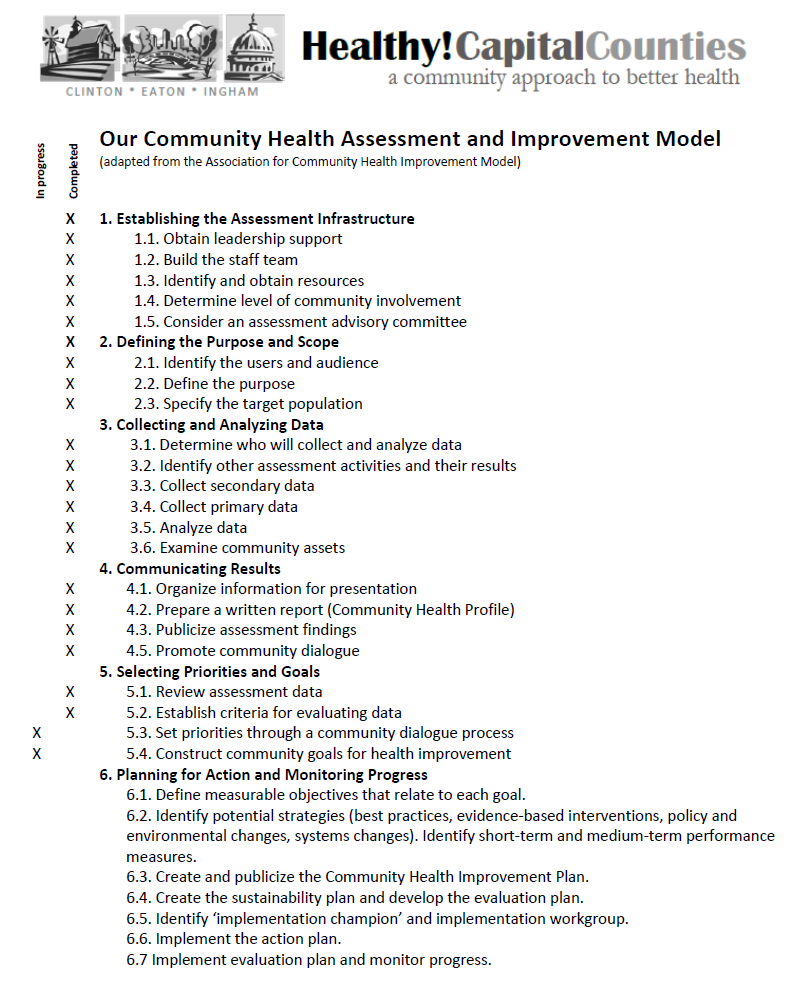 Healthy!CapitalCounties
a community approach to better health
CLINTON * EATON * INGHAM
In progress
Completed
Our Community Health Assessment and Improvement Model
(adapted from the Association for Community Health Improvement Model)
X 1. Establishing the Assessment Infrastructure
X 1.1. Obtain leadership support
X 1.2. Build the staff team
X 1.3. Identify and obtain resources
X 1.4. Determine level of community involvement
X 1.5. Consider an assessment advisory committee
X 2. Defining the Purpose and Scope
X 2.1. Identify the users and audience
X 2.2. Define the purpose
X 2.3. Specify the target population
3. Collecting and Analyzing Data
X 3.1. Determine who will collect and analyze data
X 3.2. Identify other assessment activities and their results
X 3.3. Collect secondary data
X 3.4. Collect primary data
X 3.5. Analyze data
X 3.6. Examine community assets
4. Communicating Results
X 4.1. Organize information for presentation
X 4.2. Prepare a written report (Community Health Profile)
X 4.3. Publicize assessment findings
X 4.5. Promote community dialogue
5. Selecting Priorities and Goals
X 5.1. Review assessment data
X 5.2. Establish criteria for evaluating data
X 5.3. Set priorities through a community dialogue process
X 5.4. Construct community goals for health improvement
6. Planning for Action and Monitoring Progress
6.1. Define measurable objectives that relate to each goal.
6.2. Identify potential strategies (best practices, evidence-based interventions, policy and
environmental changes, systems changes). Identify short-term and medium-term performance
measures.
6.3. Create and publicize the Community Health Improvement Plan.
6.4. Create the sustainability plan and develop the evaluation plan.
6.5. Identify ‘implementation champion’ and implementation workgroup.
6.6. Implement the action plan.
6.7 Implement evaluation plan and monitor progress.